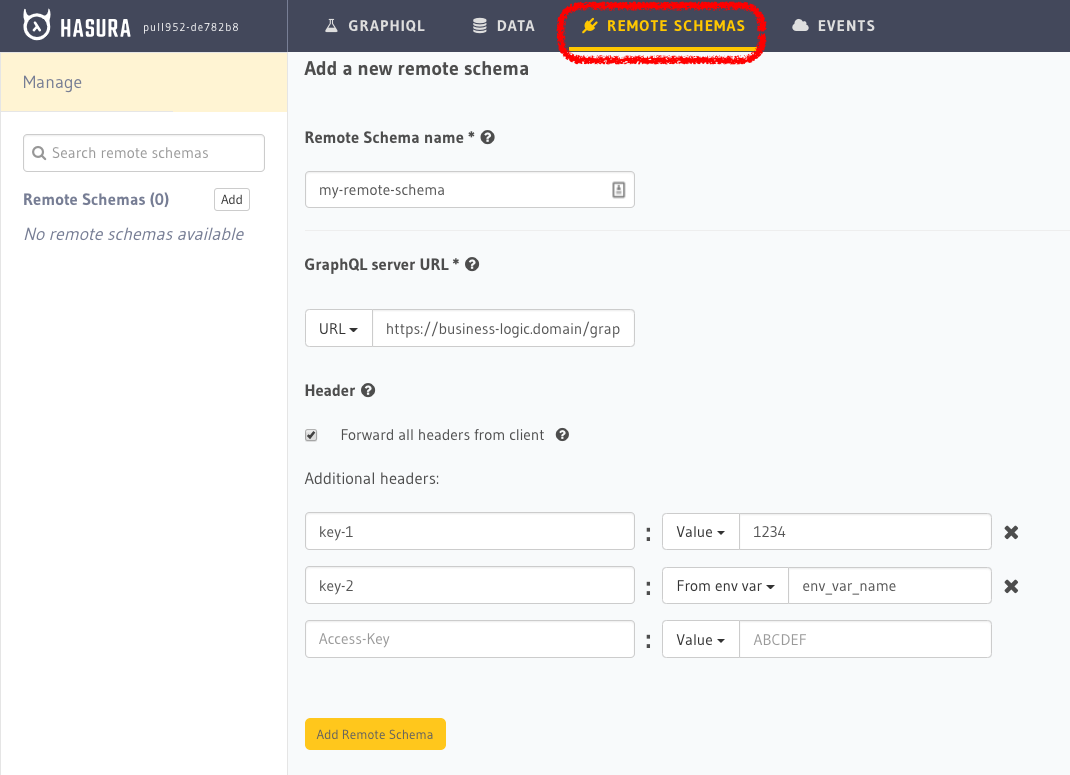 HASURA pull952-de782b8 GRAPHIQL DATA REMOTE SCHEMAS EVENTS
Manage
Search remote schemas
Remote Schemas (0) Add
No remote schemas available
Add a new remote schema
Remote Schema name *
my-remote-schema
GraphQL server URL *
URL https://business-logic.domain/grap
Header
Forward all headers from client
Additional headers:
key-1 : Value 1234
key-2 : From env var env_var_name
Access-Key : Value ABCDEF
Add Remote Schema